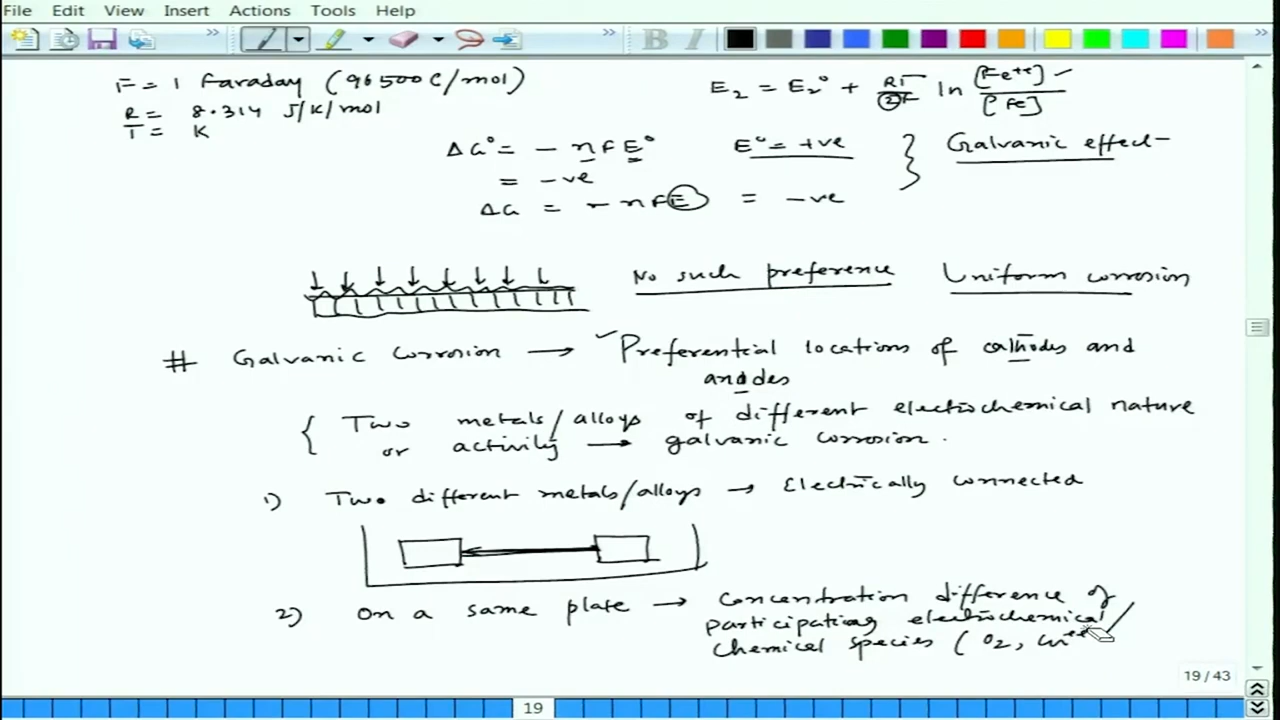 File Edit View Insert Actions Tools Help
F = 1 Faraday (96500 C/mol)
R = 8.314 J/K/mol
T = K
E₂ = E₂° + RT/2F ln [Fe++]/[Fe]
ΔG° = - nFE° E° = +ve } Galvanic effect
= -ve
ΔG = - nFE = -ve
No such preference Uniform corrosion
# Galvanic corrosion → Preferential locations of cathodes and
anodes
{ Two metals/alloys of different electrochemical nature
or activity → galvanic corrosion.
1) Two different metals/alloys → Electrically connected
2) On a same plate → Concentration difference of
participating electrochemical
chemical species ( O₂, Cu++
19 / 43
19